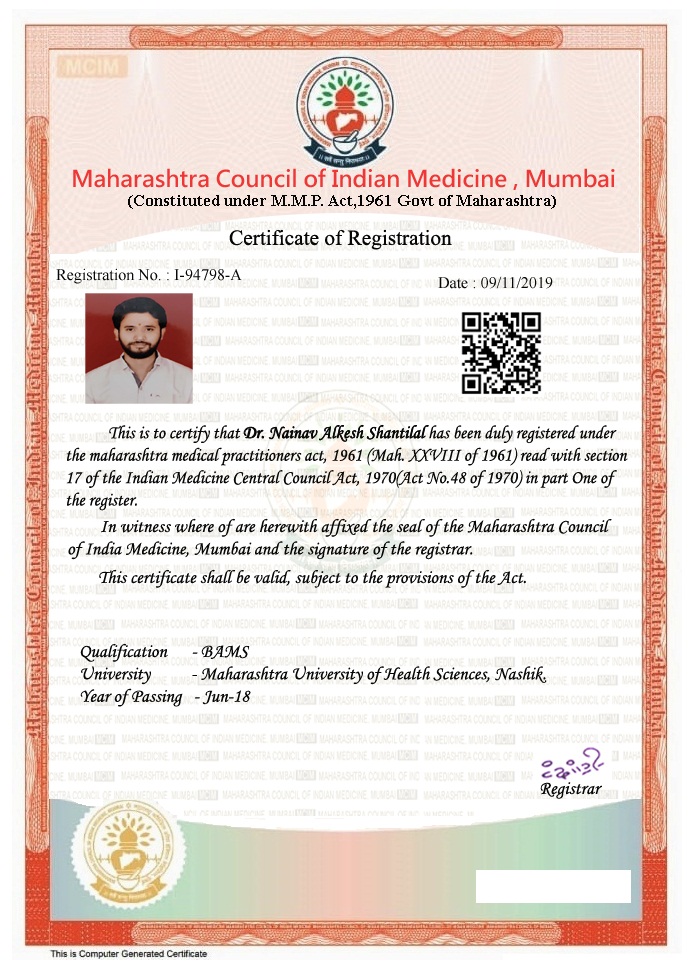 MCIM
Maharashtra Council of Indian Medicine , Mumbai
(Constituted under M.M.P. Act,1961 Govt of Maharashtra)
Certificate of Registration
Registration No. : I-94798-A
Date : 09/11/2019
This is to certify that Dr. Nainav Alkesh Shantilal has been duly registered under
the maharashtra medical practitioners act, 1961 (Mah. XXVIII of 1961) read with section
17 of the Indian Medicine Central Council Act, 1970(Act No.48 of 1970) in part One of
the register.
In witness where of are herewith affixed the seal of the Maharashtra Council
of India Medicine, Mumbai and the signature of the registrar.
This certificate shall be valid, subject to the provisions of the Act.
Qualification - BAMS
University - Maharashtra University of Health Sciences, Nashik.
Year of Passing - Jun-18
Registrar
This is Computer Generated Certificate